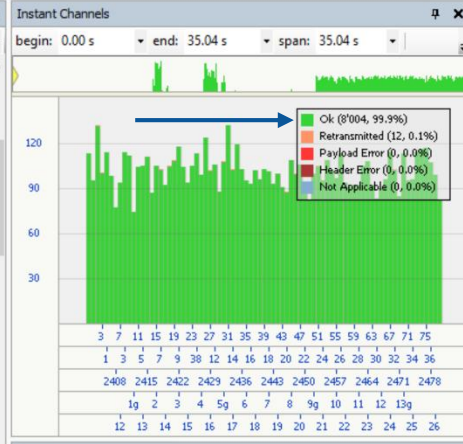 Instant Channels
begin: 0.00 s end: 35.04 s span: 35.04 s
Ok (8'004, 99.9%)
Retransmitted (12, 0.1%)
Payload Error (0, 0.0%)
Header Error (0, 0.0%)
Not Applicable (0, 0.0%)
120
90
60
30
3 7 11 15 19 23 27 31 35 39 43 47 51 55 59 63 67 71 75
1 3 5 7 9 38 12 14 16 18 20 22 24 26 28 30 32 34 36
2408 2415 2422 2429 2436 2443 2450 2457 2464 2471 2478
1g 2 3 4 5g 6 7 8 9g 10 11 12 13g
12 13 14 15 16 17 18 19 20 21 22 23 24 25 26